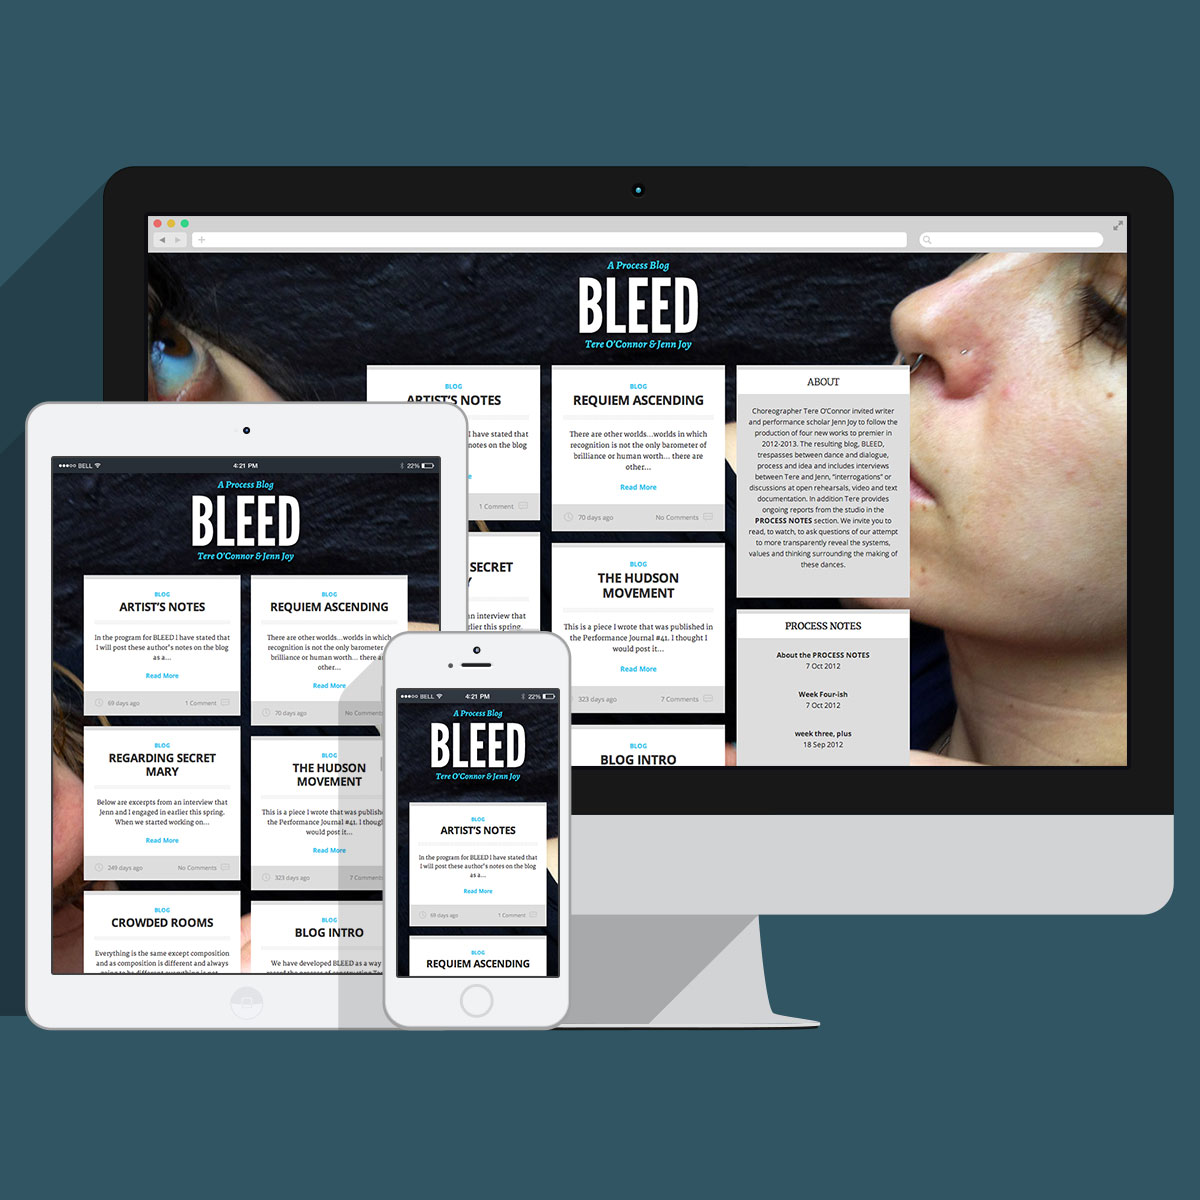 A Process Blog
BLEED
Tere O'Connor & Jenn Joy
BLOG
ARTIST'S NOTES
I have stated that
notes on the blog
1 Comment
SECRET
an interview that
earlier this spring.
BLOG
REQUIEM ASCENDING
There are other worlds...worlds in which
recognition is not the only barometer of
brilliance or human worth... there are
other...
Read More
70 days ago No Comments
BLOG
THE HUDSON
MOVEMENT
This is a piece I wrote that was published in
the Performance Journal #41. I thought I
would post it...
Read More
323 days ago 7 Comments
BLOG
BLOG INTRO
ABOUT
Choreographer Tere O'Connor invited writer
and performance scholar Jenn Joy to follow the
production of four new works to premier in
2012-2013. The resulting blog, BLEED,
trespasses between dance and dialogue,
process and idea and includes interviews
between Tere and Jenn, "interrogations" or
discussions at open rehearsals, video and text
documentation. In addition Tere provides
ongoing reports from the studio in the
PROCESS NOTES section. We invite you to
read, to watch, to ask questions of our attempt
to more transparently reveal the systems,
values and thinking surrounding the making of
these dances.
PROCESS NOTES
About the PROCESS NOTES
7 Oct 2012
Week Four-ish
7 Oct 2012
week three, plus
18 Sep 2012
BELL 4:21 PM 22%
A Process Blog
BLEED
Tere O'Connor & Jenn Joy
BLOG
ARTIST'S NOTES
In the program for BLEED I have stated that
I will post these author's notes on the blog
as a...
Read More
69 days ago 1 Comment
BLOG
REGARDING SECRET
MARY
Below are excerpts from an interview that
Jenn and I engaged in earlier this spring.
When we started working on...
Read More
249 days ago No Comments
BLOG
CROWDED ROOMS
Everything is the same except composition
and as composition is different and always
going to be different everything is not
BLOG
REQUIEM ASCENDING
There are other worlds...worlds in which
recognition is not the only barometer of
brilliance or human worth... there are
other...
Read More
70 days ago No Comments
BLOG
THE HUDSON
MOVEMENT
This is a piece I wrote that was published
the Performance Journal #41. I thought
would post it...
Read More
323 days ago 7 Comments
BLOG
BLOG INTRO
We have developed BLEED as a way
record the process of constructing
BELL 4:21 PM 22%
A Process Blog
BLEED
Tere O'Connor & Jenn Joy
BLOG
ARTIST'S NOTES
In the program for BLEED I have stated that
I will post these author's notes on the blog
as a...
Read More
69 days ago 1 Comment
BLOG
REQUIEM ASCENDING